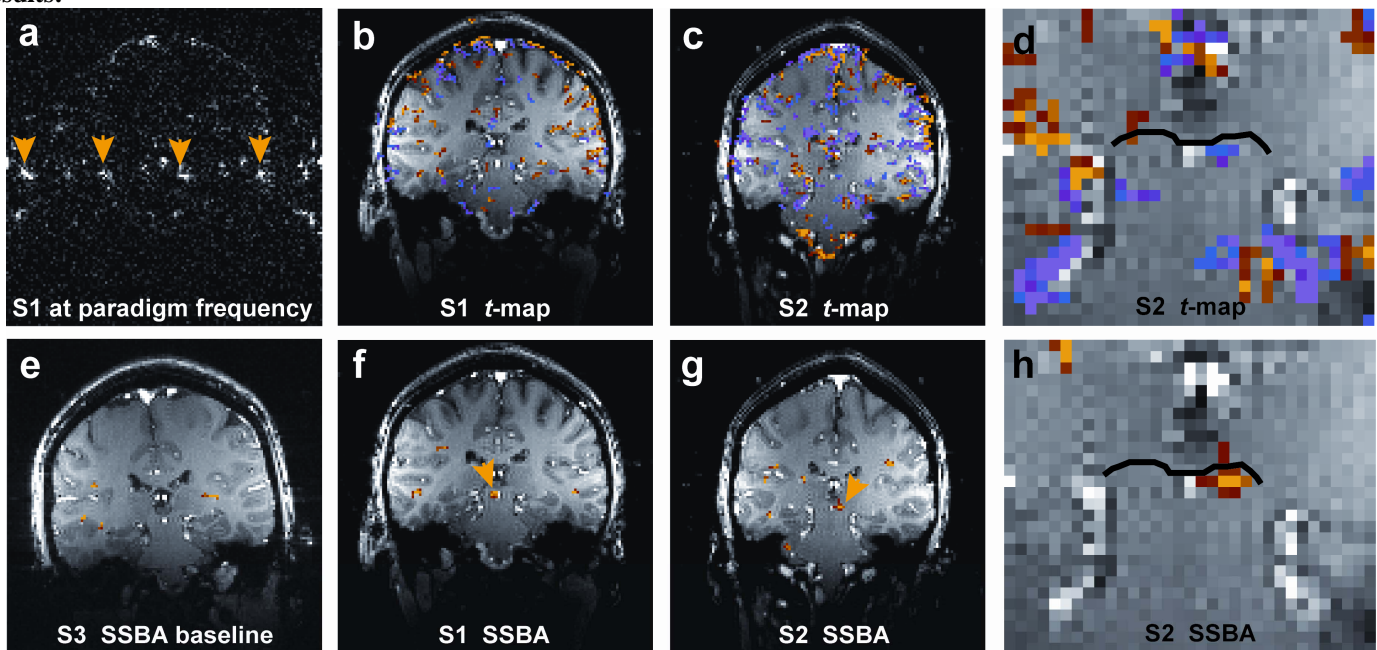 a
b
c
d
S1 at paradigm frequency
S1 t-map
S2 t-map
S2 t-map
e
f
g
h
S3 SSBA baseline
S1 SSBA
S2 SSBA
S2 SSBA